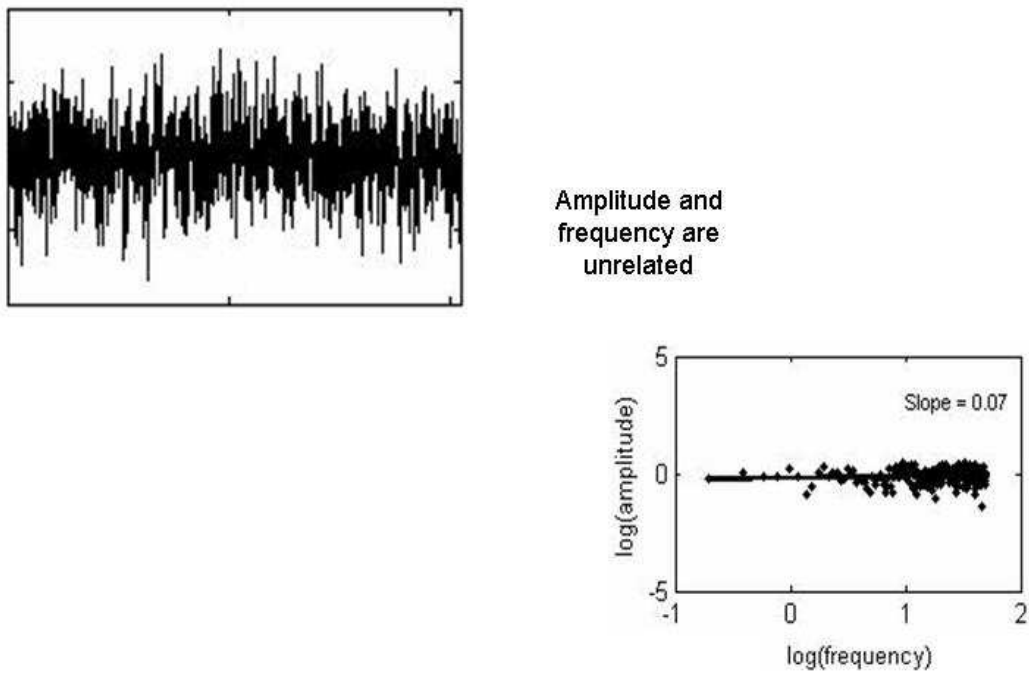 Amplitude and
frequency are
unrelated
5
Slope = 0.07
log(amplitude)
0
-5
-1 0 1 2
log(frequency)